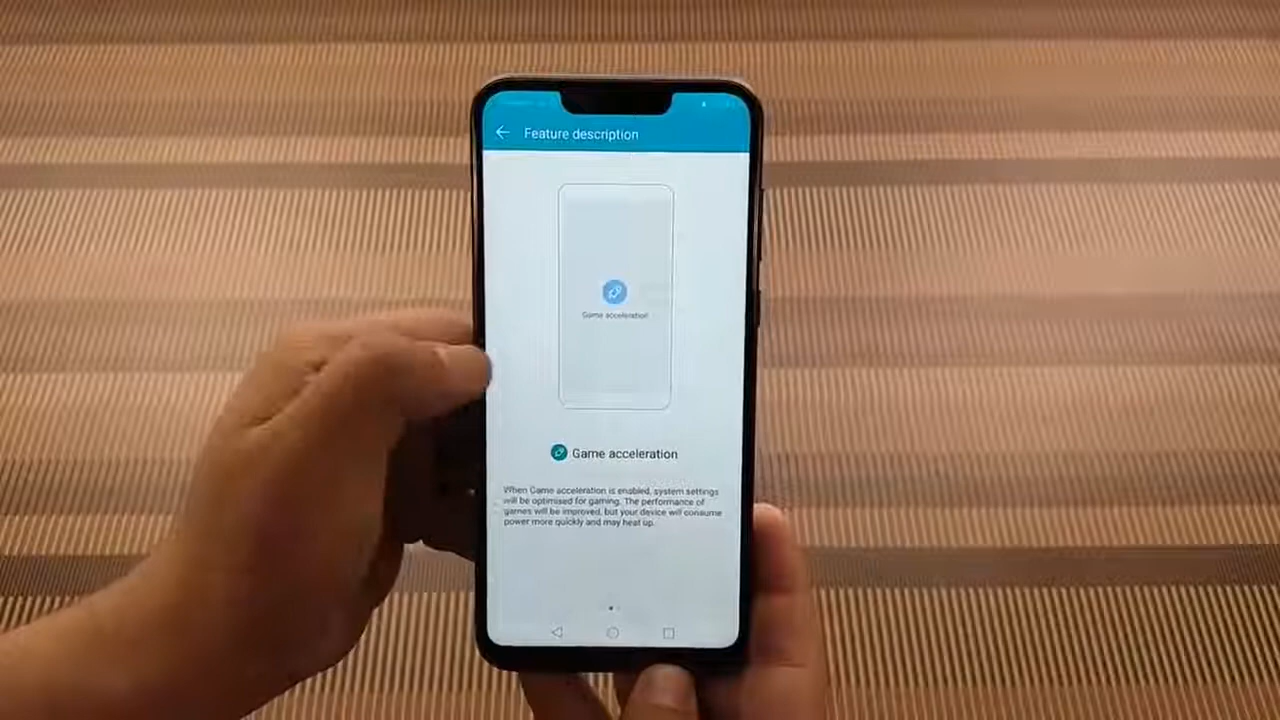 Feature description
Game acceleration
Game acceleration
When Game acceleration is enabled, system settings
will be optimised for gaming. The performance of
games will be improved, but your device will consume
power more quickly and may heat up.